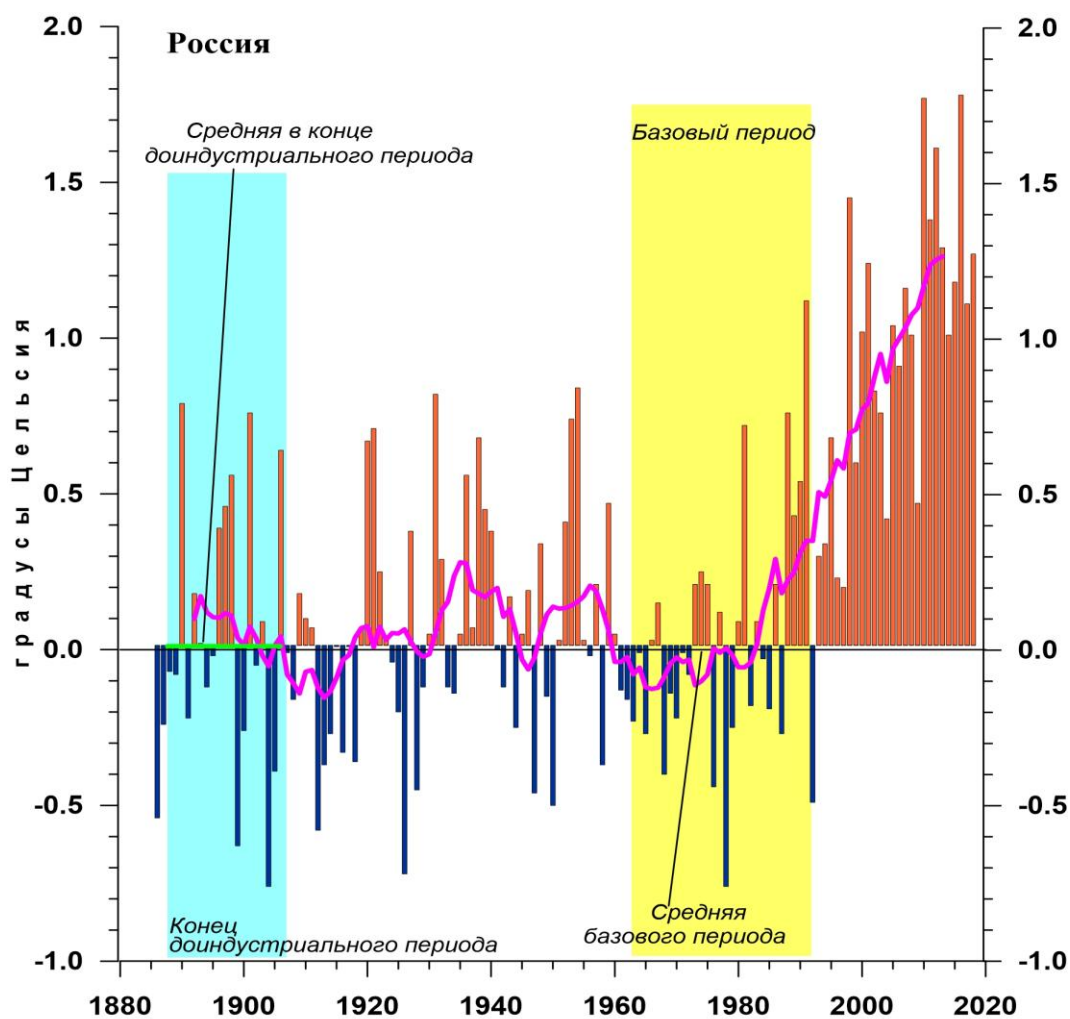 2.0
2.0
Россия
Средняя в конце
доиндустриального периода
Базовый период
1.5
1.5
1.0
1.0
градусы Цельсия
0.5
0.5
0.0
0.0
-0.5
-0.5
Средняя
базового периода
Конец
доиндустриального периода
-1.0
-1.0
1880 1900 1920 1940 1960 1980 2000 2020